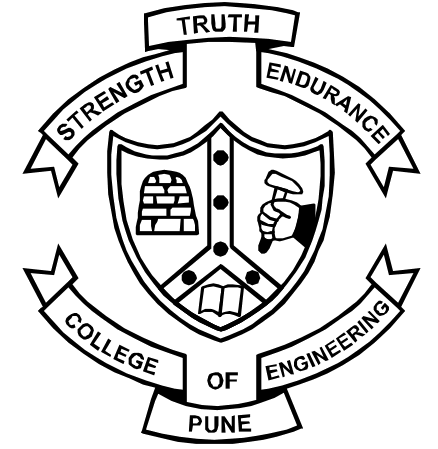 TRUTH
STRENGTH
ENDURANCE
COLLEGE
OF
ENGINEERING
PUNE